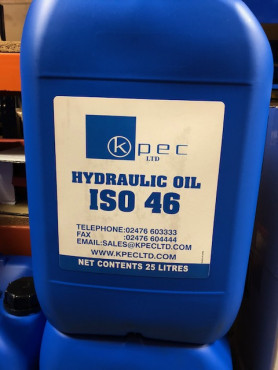 kpec
LTD
HYDRAULIC OIL
ISO 46
TELEPHONE:02476 603333
FAX :02476 604444
EMAIL:SALES@KPECLTD.COM
WWW.KPECLTD.COM
NET CONTENTS 25 LITRES